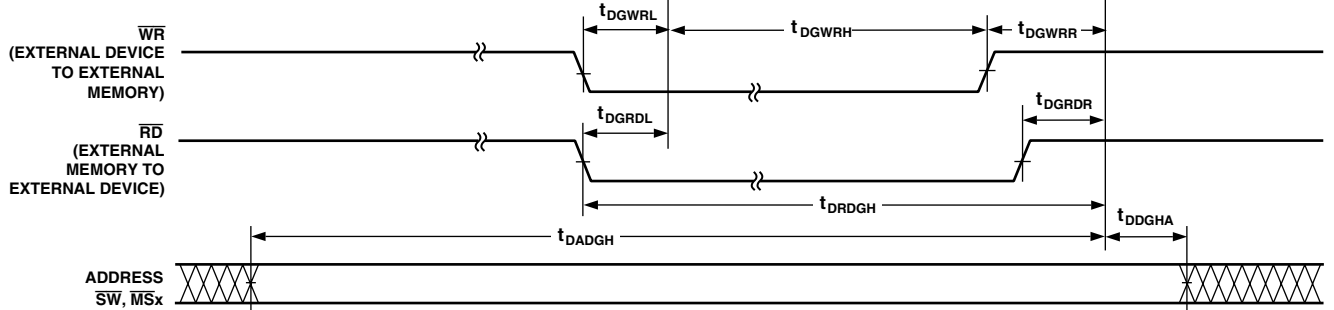 tDGWRL
tDGWRH
tDGWRR
WR
(EXTERNAL DEVICE
TO EXTERNAL
MEMORY)
tDGRDL
tDGRDR
RD
(EXTERNAL
MEMORY TO
EXTERNAL DEVICE)
tDRDGH
tDADGH
tDDGHA
ADDRESS
SW, MSx